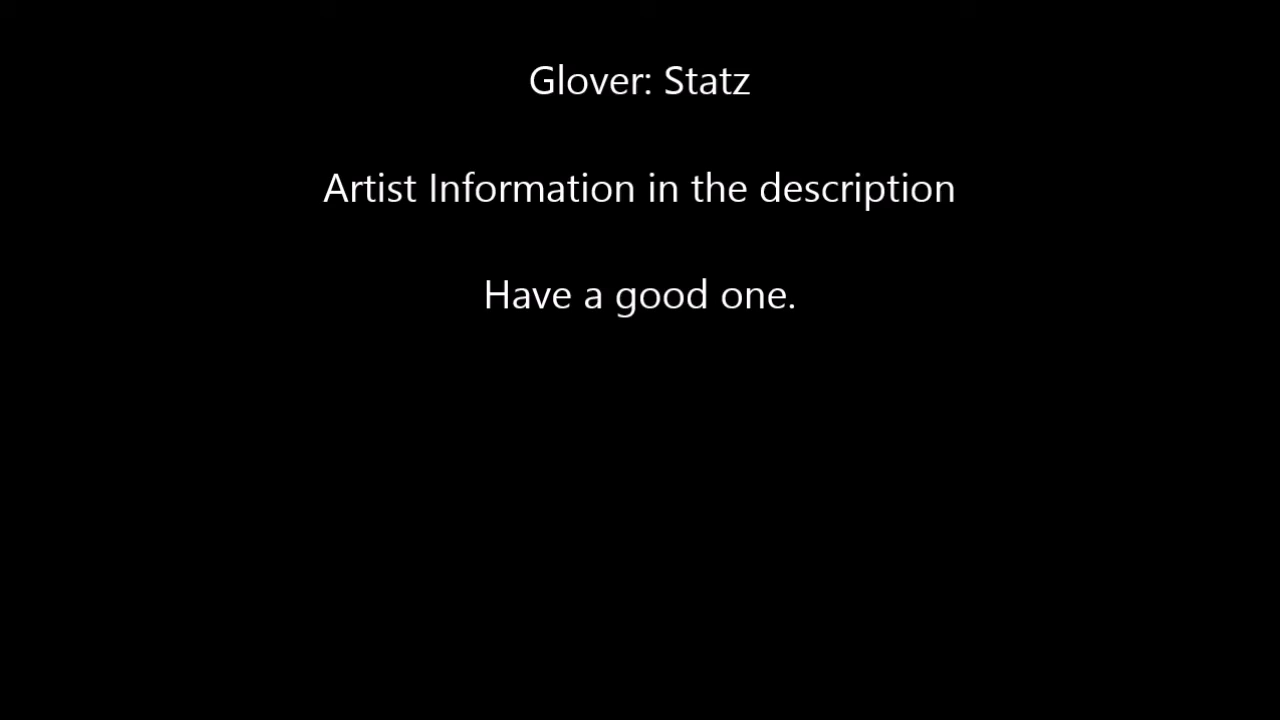 Glover: Statz
Artist Information in the description
Have a good one.